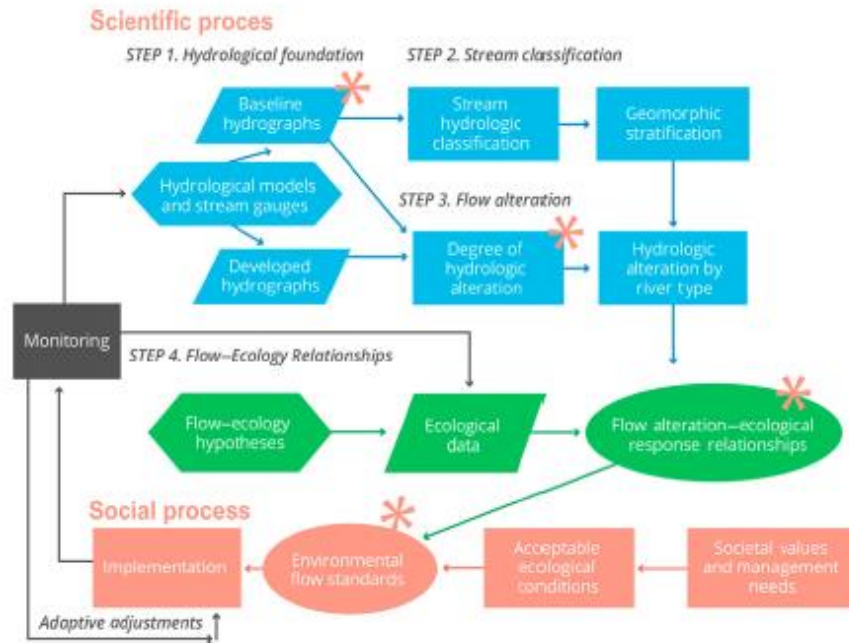 Scientific proces
STEP 1. Hydrological foundation
STEP 2. Stream classification
Baseline
hydrographs
Stream
hydrologic
classification
Geomorphic
stratification
Hydrological models
and stream gauges
STEP 3. Flow alteration
Developed
hydrographs
Degree of
hydrologic
alteration
Hydrologic
alteration by
river type
Monitoring
STEP 4. Flow—Ecology Relationships
Flow—ecology
hypotheses
Ecological
data
Flow alteration—ecological
response relationships
Social process
Implementation
Environmental
flow standards
Acceptable
ecological
conditions
Societal values
and management
needs
Adaptive adjustments